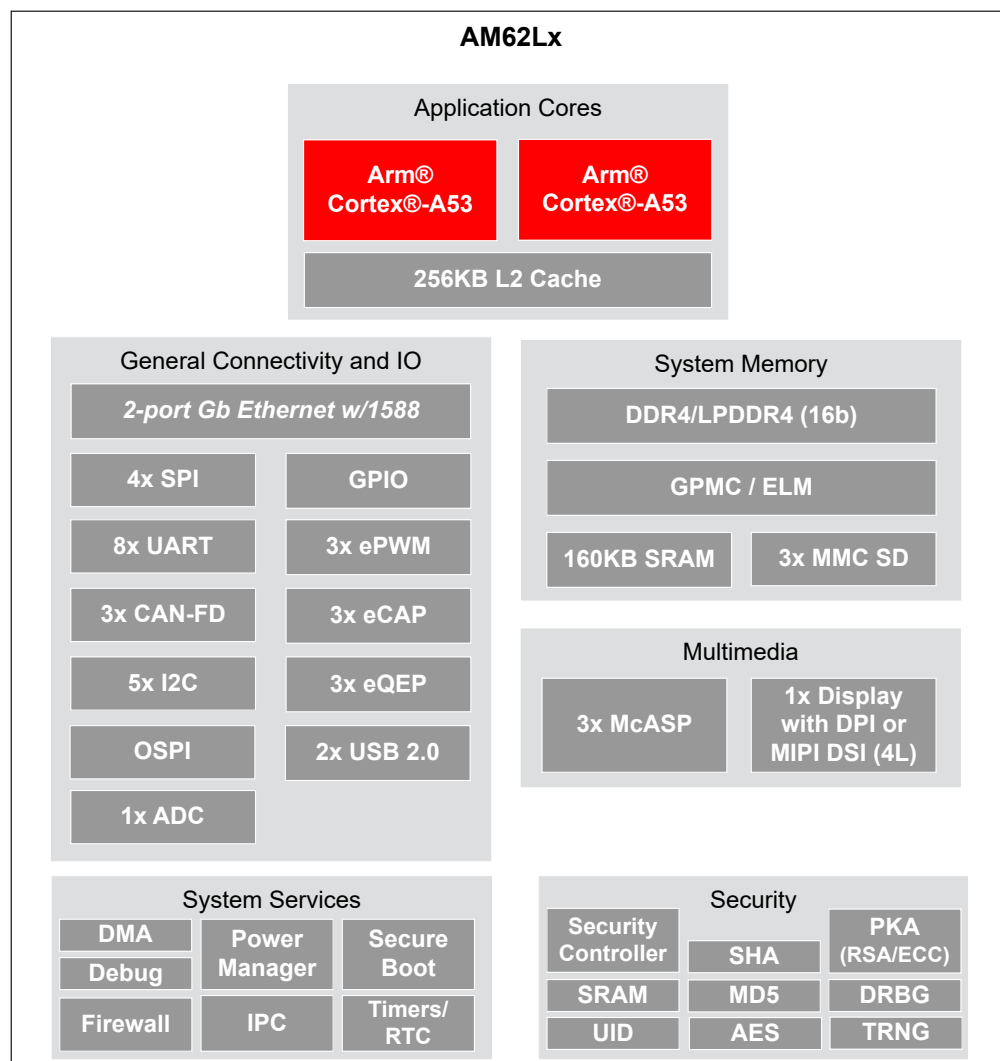 AM62Lx
Application Cores
Arm®
Cortex®-A53
Arm®
Cortex®-A53
256KB L2 Cache
General Connectivity and IO
2-port Gb Ethernet w/1588
4x SPI
GPIO
8x UART
3x ePWM
3x CAN-FD
3x eCAP
5x I2C
3x eQEP
OSPI
2x USB 2.0
1x ADC
System Memory
DDR4/LPDDR4 (16b)
GPMC / ELM
160KB SRAM
3x MMC SD
Multimedia
3x McASP
1x Display
with DPI or
MIPI DSI (4L)
System Services
DMA
Debug
Power
Manager
Secure
Boot
Firewall
IPC
Timers/
RTC
Security
Security
Controller
SHA
PKA
(RSA/ECC)
SRAM
MD5
DRBG
UID
AES
TRNG